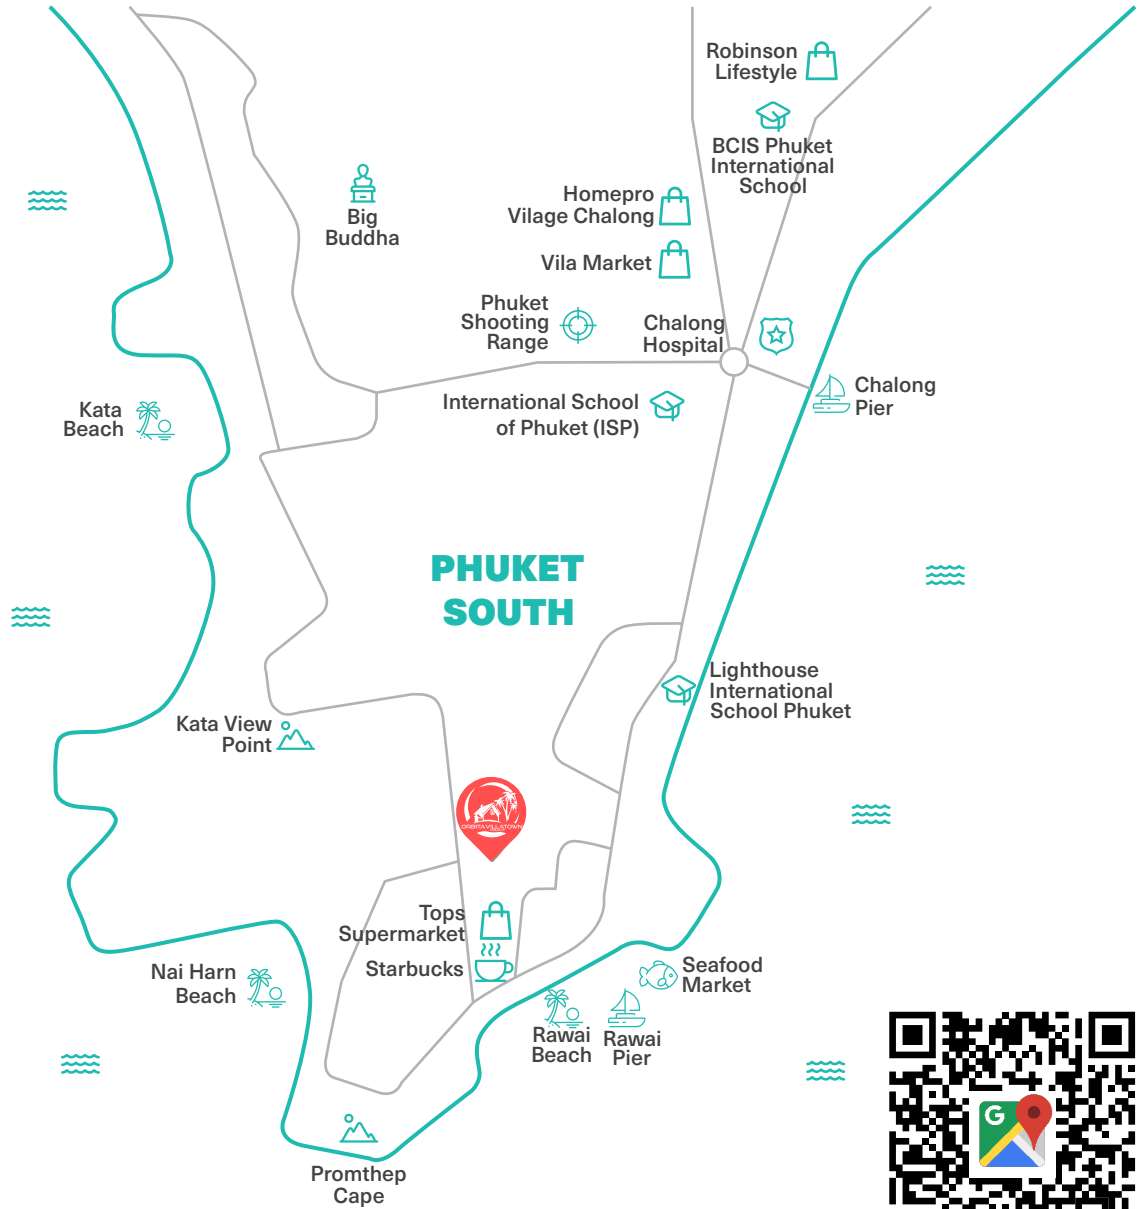 Robinson
Lifestyle
BCIS Phuket
International
School
Homepro
Vilage Chalong
Big
Buddha
Vila Market
Phuket
Shooting
Range
Chalong
Hospital
Chalong
Pier
Kata
Beach
International School
of Phuket (ISP)
PHUKET
SOUTH
Lighthouse
International
School Phuket
Kata View
Point
ORBITAVILLATOWN
Tops
Supermarket
Starbucks
Nai Harn
Beach
Seafood
Market
Rawai
Beach
Rawai
Pier
G
Promthep
Cape